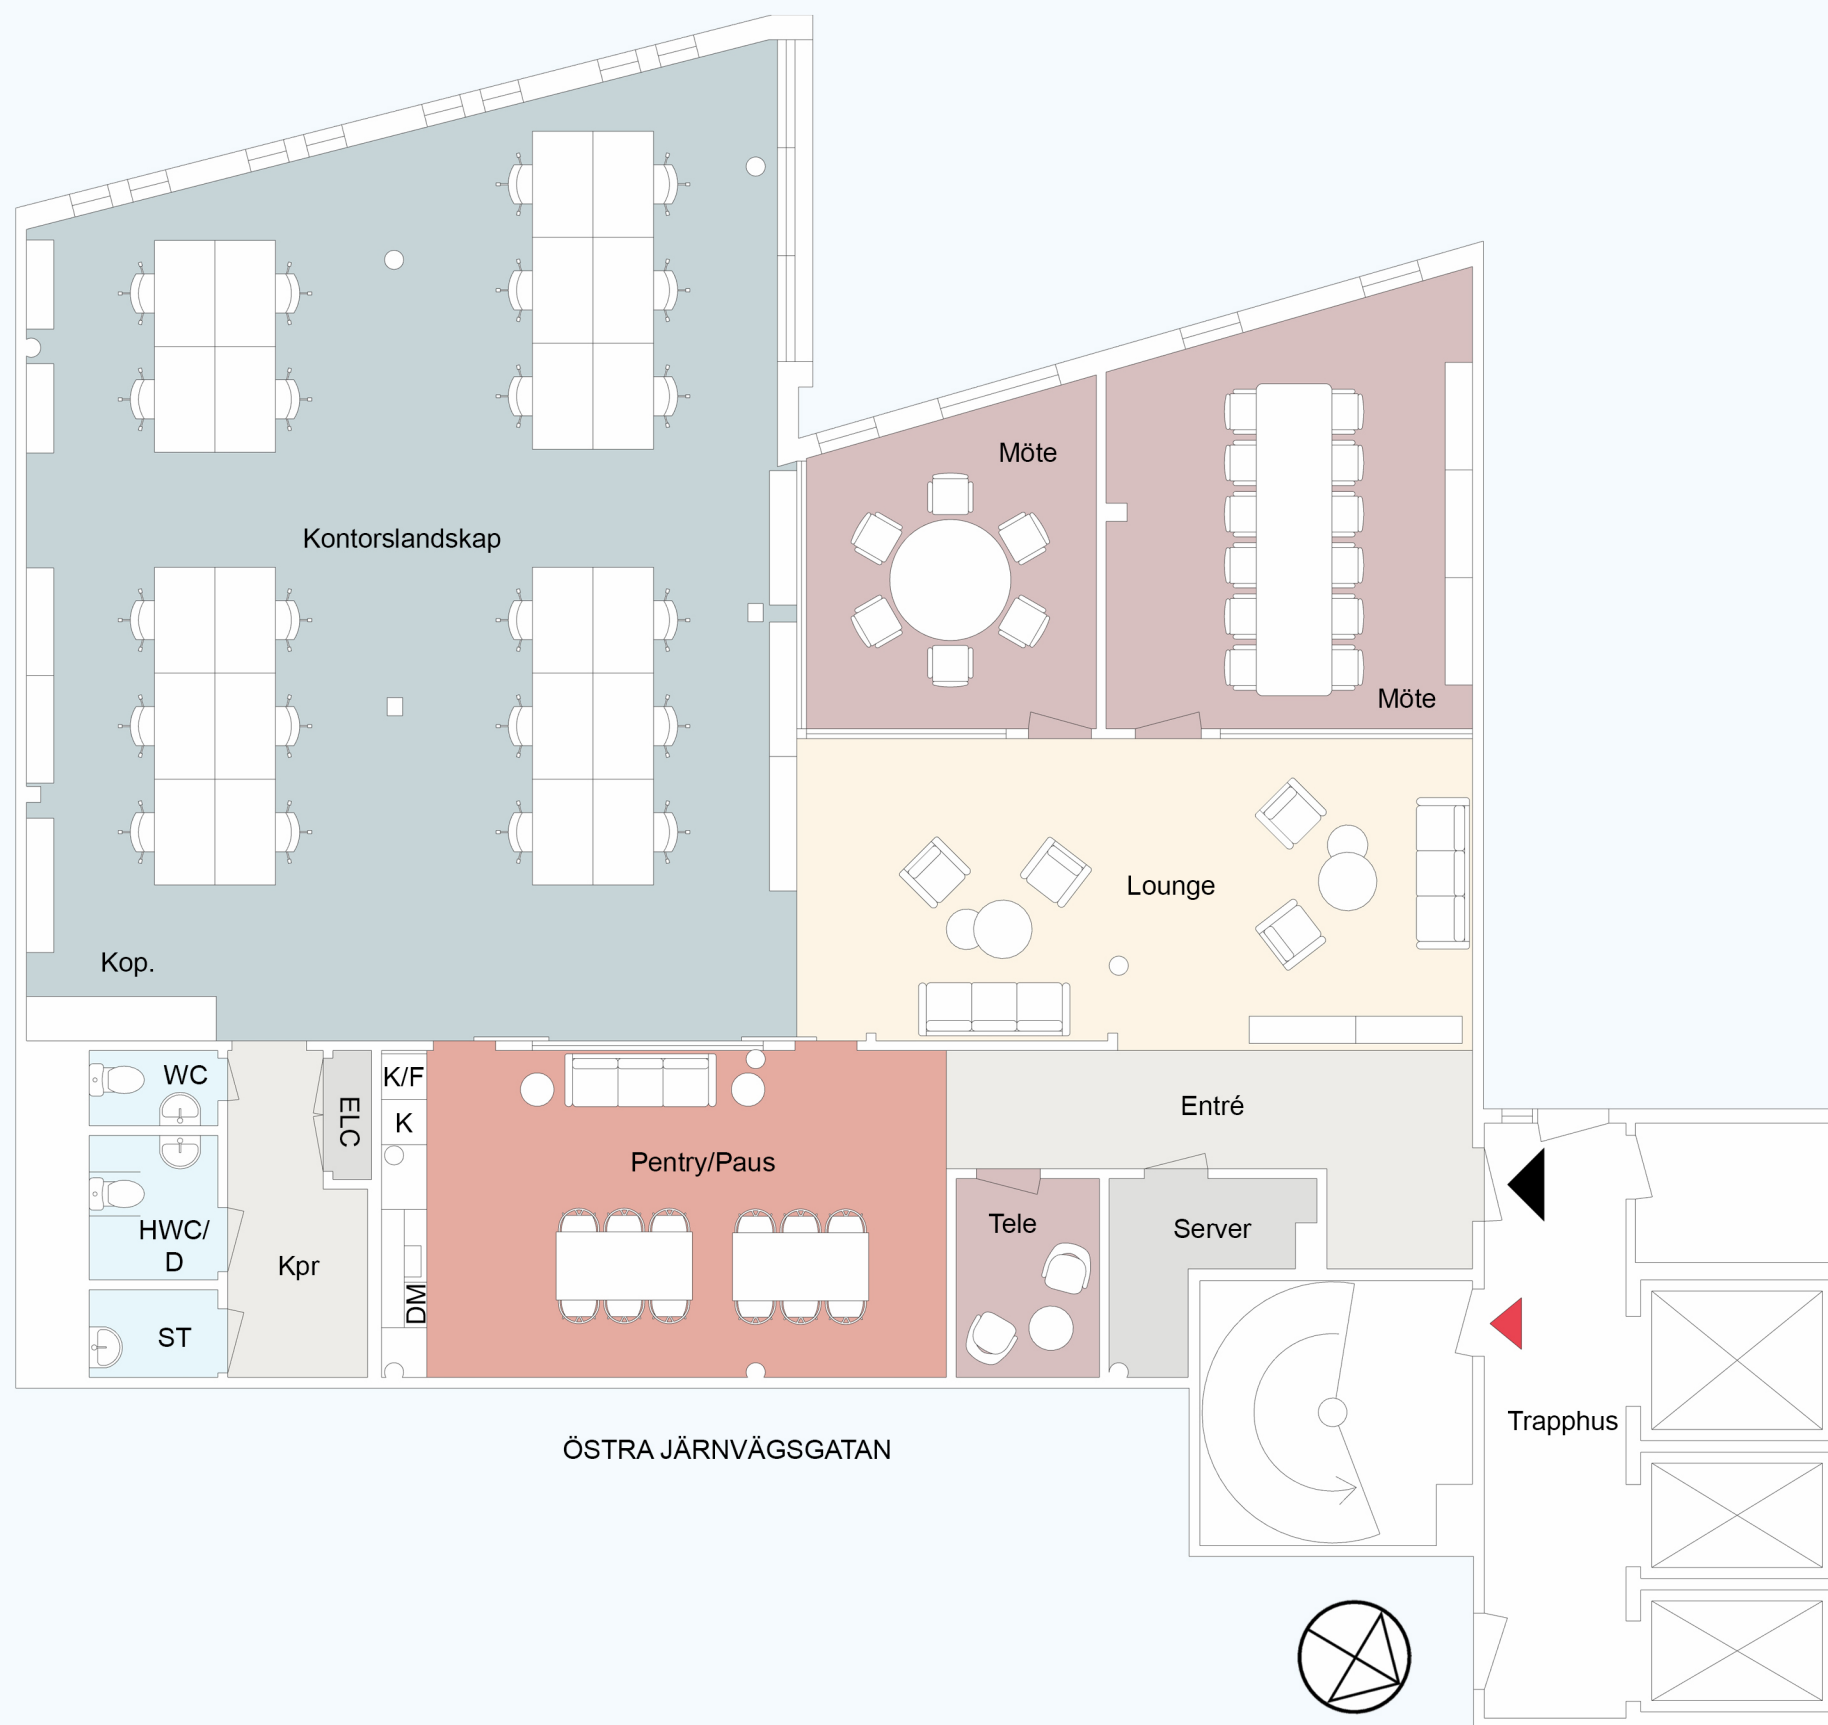 Möte
Kontorslandskap
Möte
Lounge
Kop.
WC
K/F
ELC
K
Entré
Pentry/Paus
HWC/
D
Tele
Server
Kpr
DM
ST
Trapphus
ÖSTRA JÄRNVÄGSGATAN